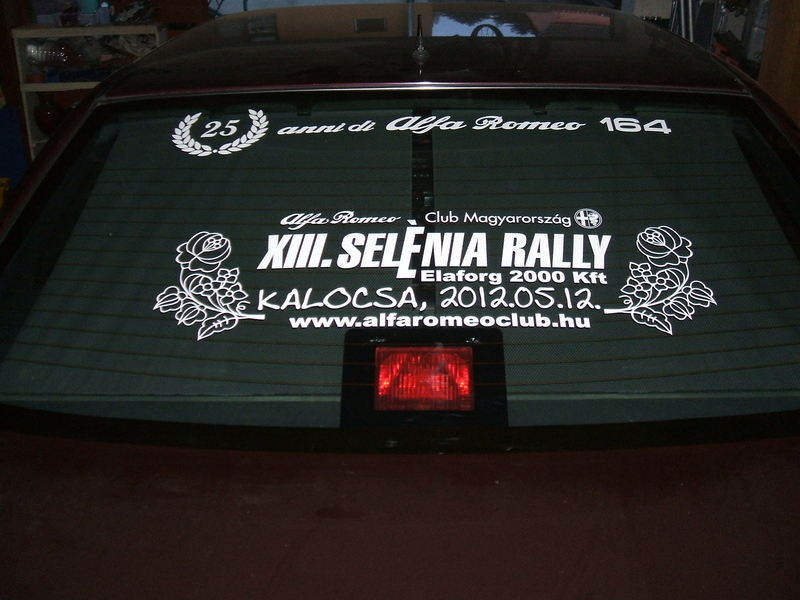 25 anni di Alfa Romeo 164
Alfa Romeo Club Magyarország
XIII. SELÈNIA RALLY
Elaforg 2000 Kft
KALOCSA, 2012.05.12.
www.alfaromeoclub.hu